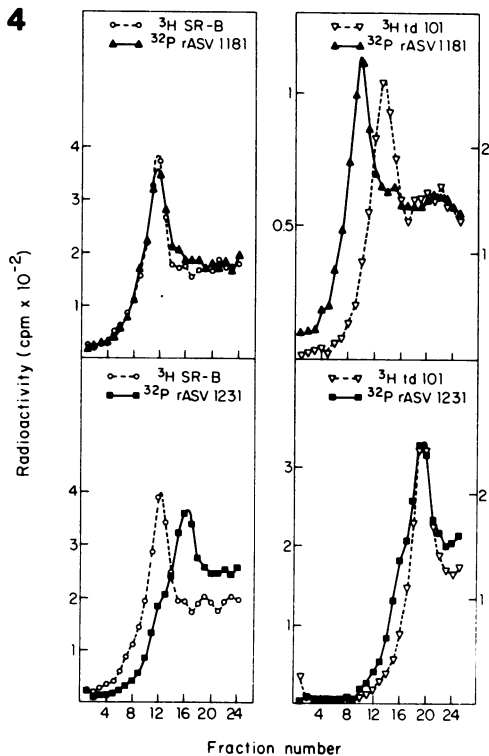 4
³H SR-B
³²P rASV 1181
³H td 101
³²P rASV 1181
4
3
2
1
1
0.5
2
1
Radioactivity (cpm x 10⁻²)
³H SR-B
³²P rASV 1231
³H td 101
³²P rASV 1231
4
3
2
1
3
2
1
2
1
4 8 12 16 20 24
4 8 12 16 20 24
Fraction number